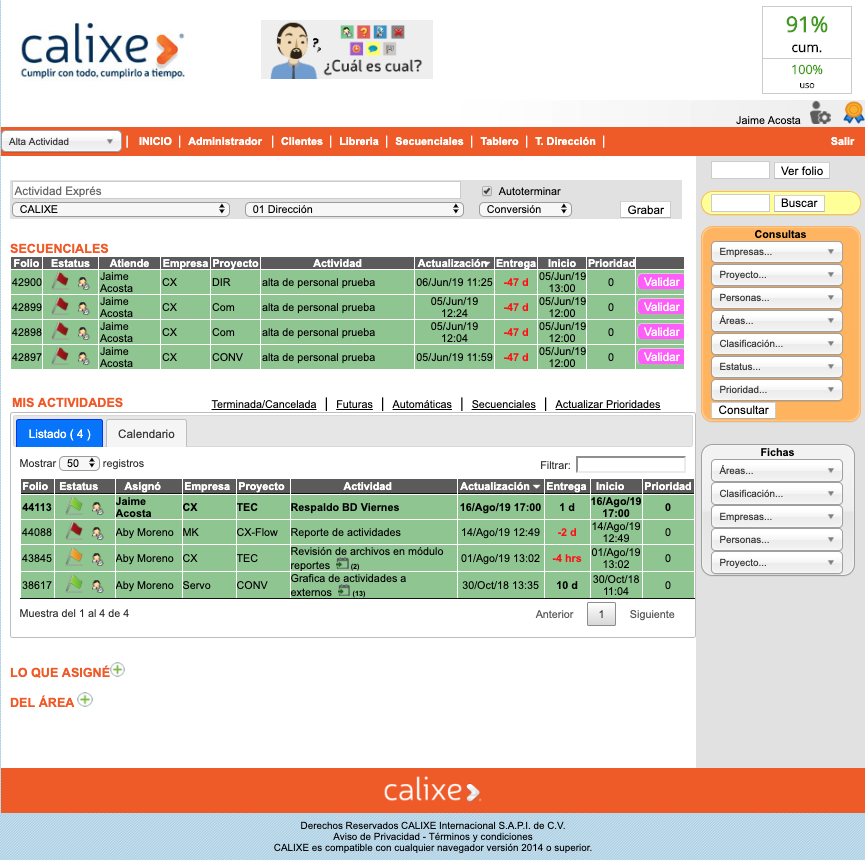 calixe
Cumplir con todo, cumplirlo a tiempo.
?
?
¿Cuál es cual?
91%
cum.
100%
uso
Jaime Acosta
Alta Actividad | INICIO | Administrador | Clientes | Libreria | Secuenciales | Tablero | T. Dirección | Salir
Actividad Exprés Autoterminar
CALIXE 01 Dirección Conversión Grabar
SECUENCIALES
Folio Estatus Atiende Empresa Proyecto Actividad Actualización Entrega Inicio Prioridad
42900 Jaime Acosta CX DIR alta de personal prueba 06/Jun/19 11:25 -47 d 05/Jun/19 13:00 0 Validar
42899 Jaime Acosta CX Com alta de personal prueba 05/Jun/19 12:24 -47 d 05/Jun/19 12:00 0 Validar
42898 Jaime Acosta CX Com alta de personal prueba 05/Jun/19 12:04 -47 d 05/Jun/19 12:00 0 Validar
42897 Jaime Acosta CX CONV alta de personal prueba 05/Jun/19 11:59 -47 d 05/Jun/19 12:00 0 Validar
MIS ACTIVIDADES Terminada/Cancelada | Futuras | Automáticas | Secuenciales | Actualizar Prioridades
Listado ( 4 ) Calendario
Mostrar 50 registros Filtrar:
Folio Estatus Asignó Empresa Proyecto Actividad Actualización Entrega Inicio Prioridad
44113 Jaime Acosta CX TEC Respaldo BD Viernes 16/Ago/19 17:00 1 d 16/Ago/19 17:00 0
44088 Aby Moreno MK CX-Flow Reporte de actividades 14/Ago/19 12:49 -2 d 14/Ago/19 12:49 0
43845 Aby Moreno CX TEC Revisión de archivos en módulo reportes (2) 01/Ago/19 13:02 -4 hrs 01/Ago/19 13:02 0
38617 Aby Moreno Servo CONV Grafica de actividades a externos (13) 30/Oct/18 13:35 10 d 30/Oct/18 11:04 0
Muestra del 1 al 4 de 4 Anterior 1 Siguiente
LO QUE ASIGNÉ
DEL ÁREA
Ver folio
Buscar
Consultas
Empresas...
Proyecto...
Personas...
Áreas...
Clasificación...
Estatus...
Prioridad...
Consultar
Fichas
Áreas...
Clasificación...
Empresas...
Personas...
Proyecto...
calixe
Derechos Reservados CALIXE Internacional S.A.P.I. de C.V.
Aviso de Privacidad - Términos y condiciones
CALIXE es compatible con cualquier navegador versión 2014 o superior.